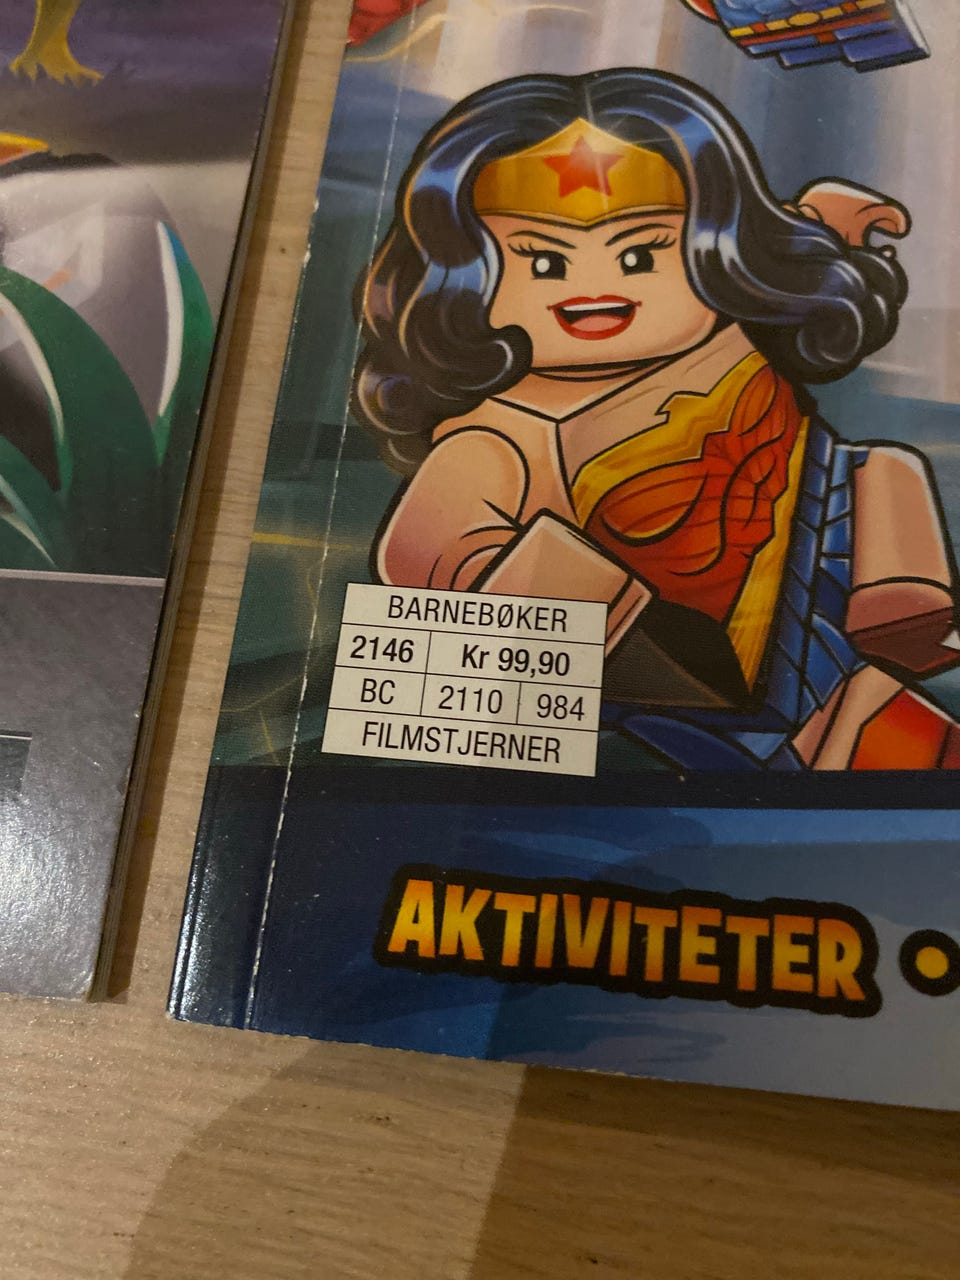 BARNEBØKER
2146 Kr 99,90
BC 2110 984
FILMSTJERNER
AKTIVITETER